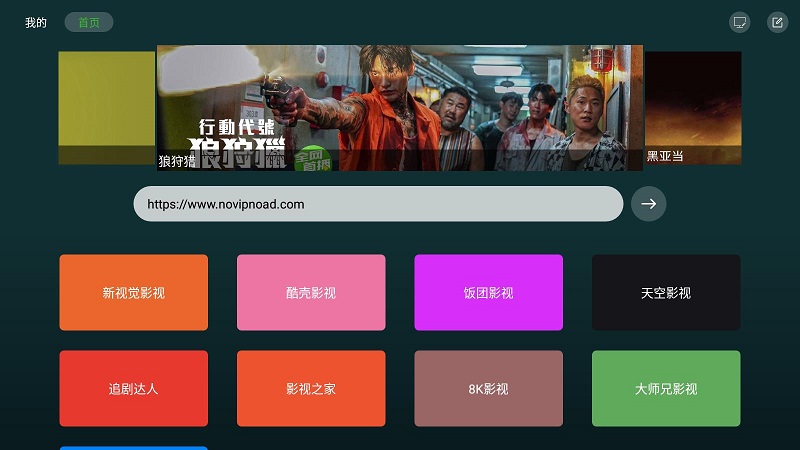 我的
首页
行動代號
狼狩獵
全网
首播
狼狩猎
黑亚当
https://www.novipnoad.com
新视觉影视
酷壳影视
饭团影视
天空影视
追剧达人
影视之家
8K影视
大师兄影视